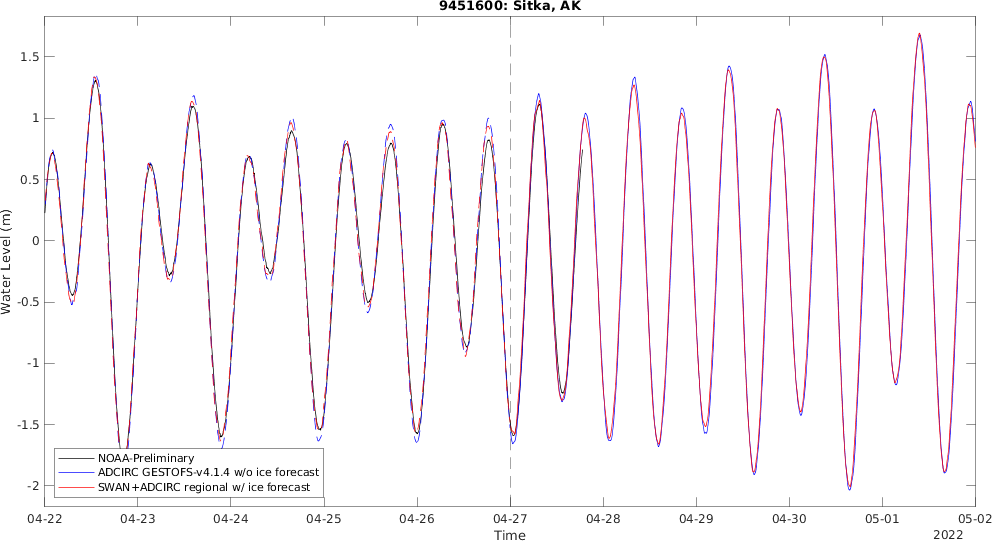 9451600: Sitka, AK
Water Level (m)
1.5
1
0.5
0
-0.5
-1
-1.5
-2
NOAA-Preliminary
ADCIRC GESTOFS-v4.1.4 w/o ice forecast
SWAN+ADCIRC regional w/ ice forecast
04-22 04-23 04-24 04-25 04-26 04-27 04-28 04-29 04-30 05-01 05-02
Time
2022